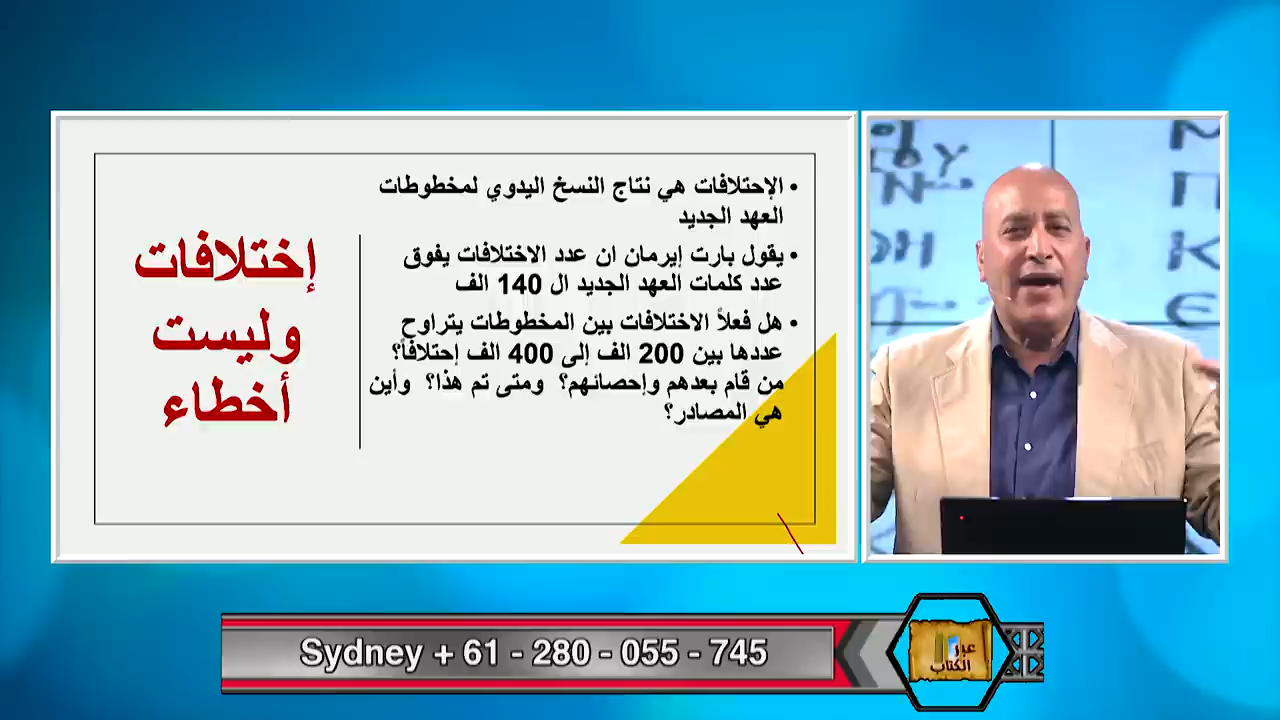 إختلافات
وليست
أخطاء
• الإختلافات هي نتاج النسخ اليدوي لمخطوطات
العهد الجديد
• يقول بارت إيرمان ان عدد الاختلافات يفوق
عدد كلمات العهد الجديد ال 140 الف
• هل فعلاً الاختلافات بين المخطوطات يتراوح
عددها بين 200 الف إلى 400 الف إختلافاً؟
من قام بعدهم وإحصائهم؟ ومتى تم هذا؟ وأين
هي المصادر؟
Sydney + 61 - 280 - 055 - 745
عبر
الكتاب